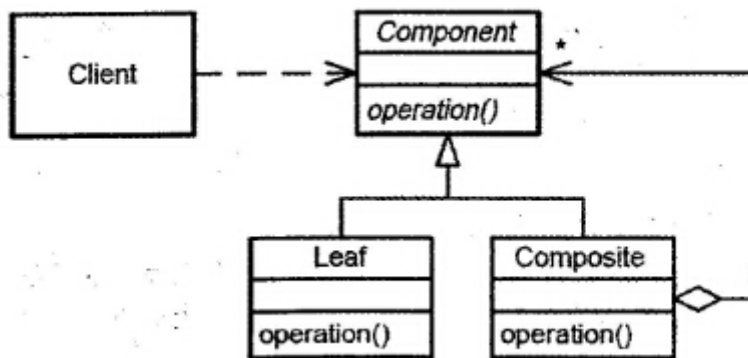 Component
*
Client
operation()
Leaf
Composite
operation()
operation()